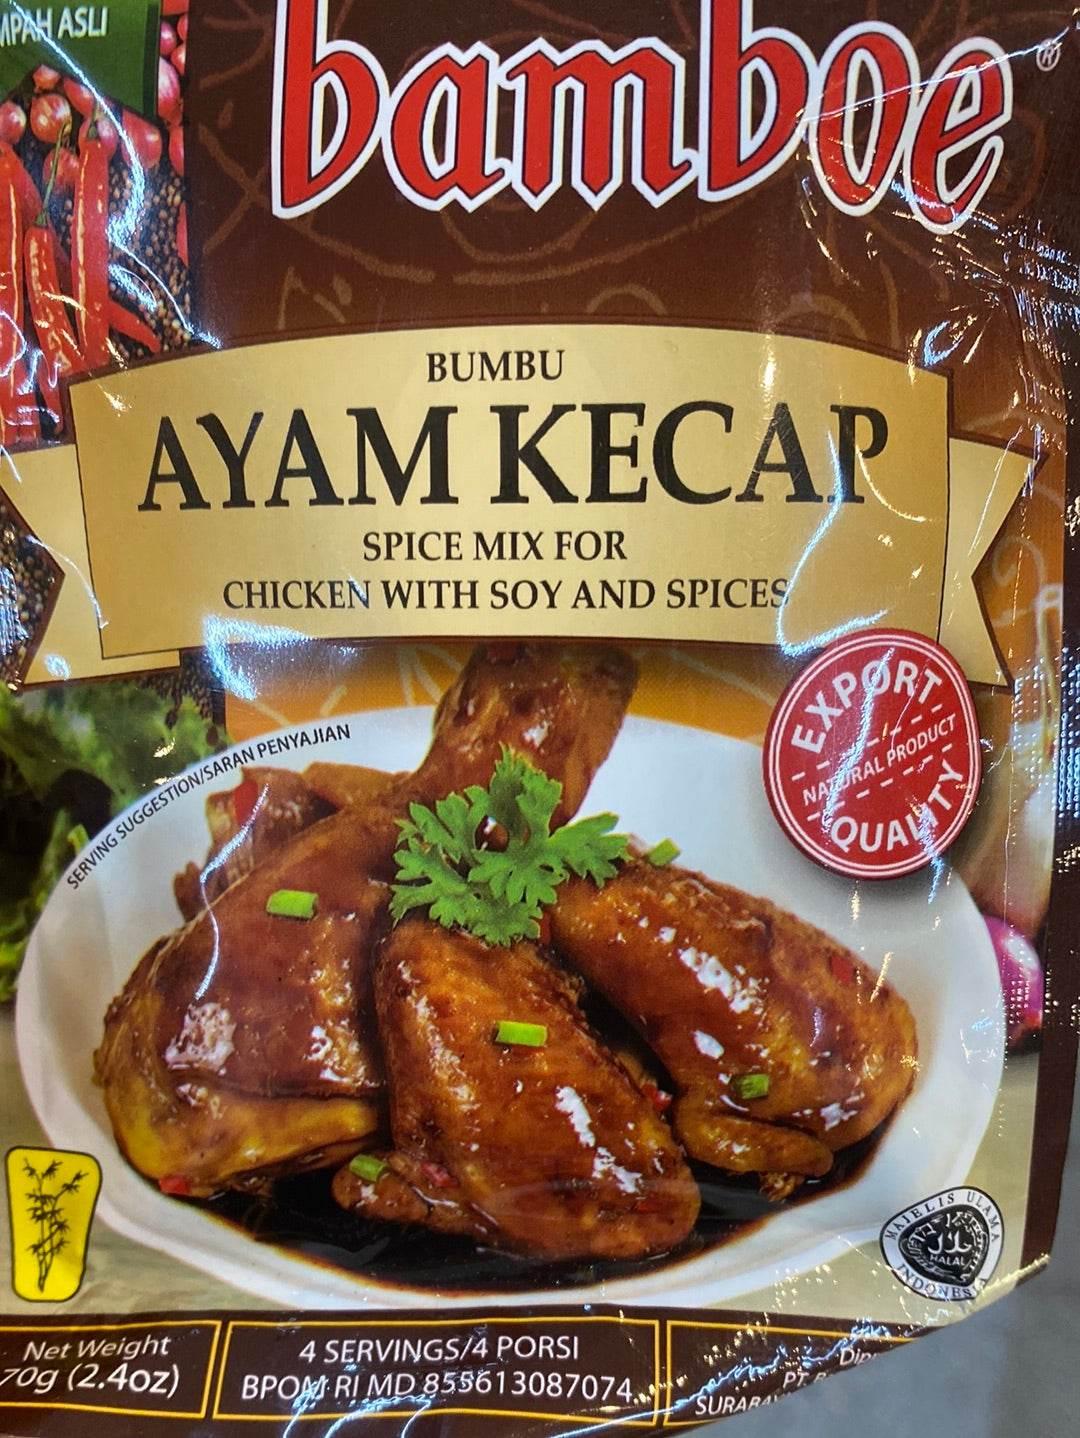 MPAH ASLI
bamboe®
BUMBU
AYAM KECAP
SPICE MIX FOR
CHICKEN WITH SOY AND SPICES
EXPORT
NATURAL PRODUCT
QUALITY
SERVING SUGGESTION/SARAN PENYAJIAN
MAJELIS ULAMA
حلال
HALAL
INDONESIA
Net Weight
70g (2.4oz)
4 SERVINGS/4 PORSI
BPOM RI MD 855613087074
PT